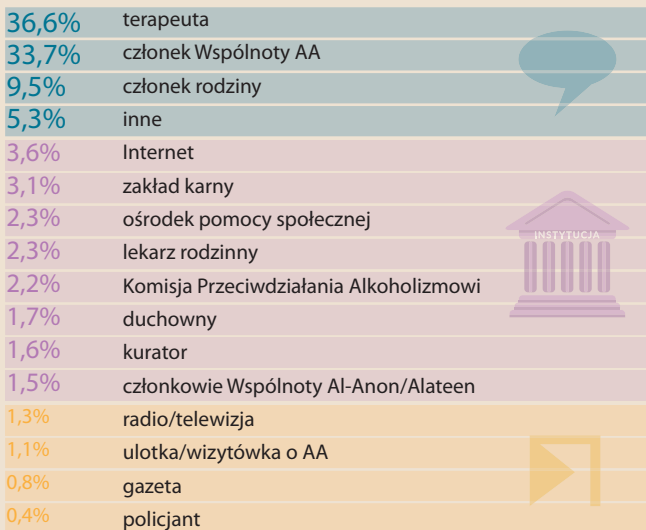 36,6% terapeuta
33,7% członek Wspólnoty AA
9,5% członek rodziny
5,3% inne
3,6% Internet
3,1% zakład karny
2,3% ośrodek pomocy społecznej
2,3% lekarz rodzinny
INSTYTUCJA
2,2% Komisja Przeciwdziałania Alkoholizmowi
1,7% duchowny
1,6% kurator
1,5% członkowie Wspólnoty Al-Anon/Alateen
1,3% radio/telewizja
1,1% ulotka/wizytówka o AA
0,8% gazeta
0,4% policjant